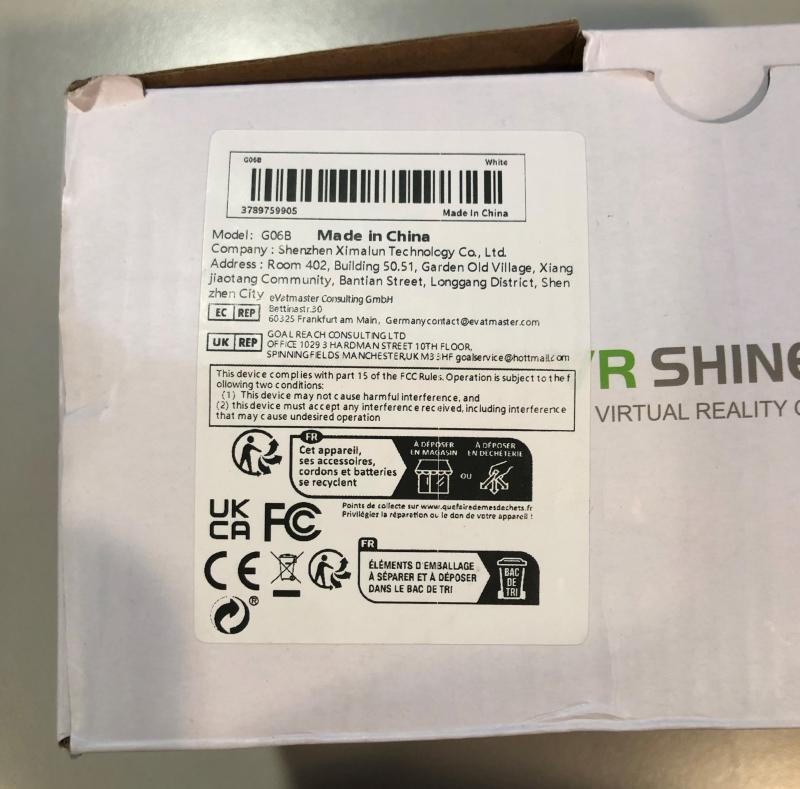 G06B White
3789759905 Made In China
Model: G06B Made in China
Company : Shenzhen Ximalun Technology Co., Ltd.
Address : Room 402, Building 50.51, Garden Old Village, Xiang
jiaotang Community, Bantian Street, Longgang District, Shen
zhen City
EC REP
eVatmaster Consulting GmbH
Bettinastr.30
60325 Frankfurt am Main, Germanycontact@evatmaster.com
UK REP
GOAL REACH CONSULTING LTD
OFFICE 1029 3 HARDMAN STREET 10TH FLOOR,
SPINNINGFIELDS MANCHESTER,UK M3 3HF goalservice@hottmail.com
This device complies with part 15 of the FCC Rules. Operation is subject to the f
ollowing two conditions:
(1) This device may not cause harmful interference, and
(2) this device must accept any interference received, including interference
that may cause undesired operation
FR
Cet appareil,
ses accessoires,
cordons et batteries
se recyclent
À DÉPOSER
EN MAGASIN
OU
À DÉPOSER
EN DÉCHÈTERIE
Points de collecte sur www.quefairedemesdechets.fr
Privilégiez la réparation ou le don de votre appareil !
UK
CA
FC
CE
FR
ÉLÉMENTS D'EMBALLAGE
À SÉPARER ET À DÉPOSER
DANS LE BAC DE TRI
BAC
DE
TRI
®
VR SHINE
VIRTUAL REALITY